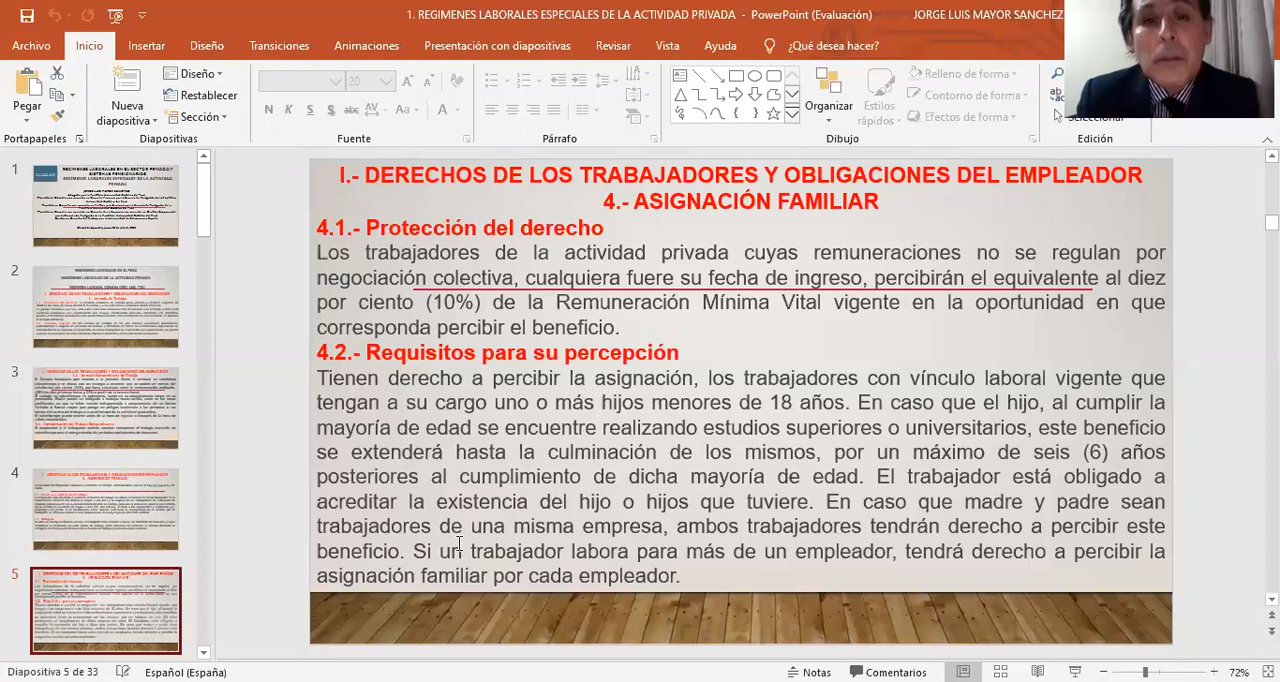 1. REGIMENES LABORALES ESPECIALES DE LA ACTIVIDAD PRIVADA - PowerPoint (Evaluación)
JORGE LUIS MAYOR SANCHEZ
Archivo
Inicio
Insertar
Diseño
Transiciones
Animaciones
Presentación con diapositivas
Revisar
Vista
Ayuda
¿Qué desea hacer?
Pegar
Nueva
diapositiva
Diseño
Restablecer
Sección
20
N K S S abc AV Aa A
Organizar
Estilos
rápidos
Relleno de forma
Contorno de forma
Efectos de forma
Seleccionar
Portapapeles
Diapositivas
Fuente
Párrafo
Dibujo
Edición
1
2
3
4
5
I.- DERECHOS DE LOS TRABAJADORES Y OBLIGACIONES DEL EMPLEADOR
4.- ASIGNACIÓN FAMILIAR
4.1.- Protección del derecho
Los trabajadores de la actividad privada cuyas remuneraciones no se regulan por
negociación colectiva, cualquiera fuere su fecha de ingreso, percibirán el equivalente al diez
por ciento (10%) de la Remuneración Mínima Vital vigente en la oportunidad en que
corresponda percibir el beneficio.
4.2.- Requisitos para su percepción
Tienen derecho a percibir la asignación, los trabajadores con vínculo laboral vigente que
tengan a su cargo uno o más hijos menores de 18 años. En caso que el hijo, al cumplir la
mayoría de edad se encuentre realizando estudios superiores o universitarios, este beneficio
se extenderá hasta la culminación de los mismos, por un máximo de seis (6) años
posteriores al cumplimiento de dicha mayoría de edad. El trabajador está obligado a
acreditar la existencia del hijo o hijos que tuviere. En caso que madre y padre sean
trabajadores de una misma empresa, ambos trabajaderes tendrán derecho a percibir este
beneficio. Si un trabajador labora para más de un empleador, tendrá derecho a percibir la
asignación familiar por cada empleador.
Diapositiva 5 de 33
Español (España)
Notas
Comentarios
72%